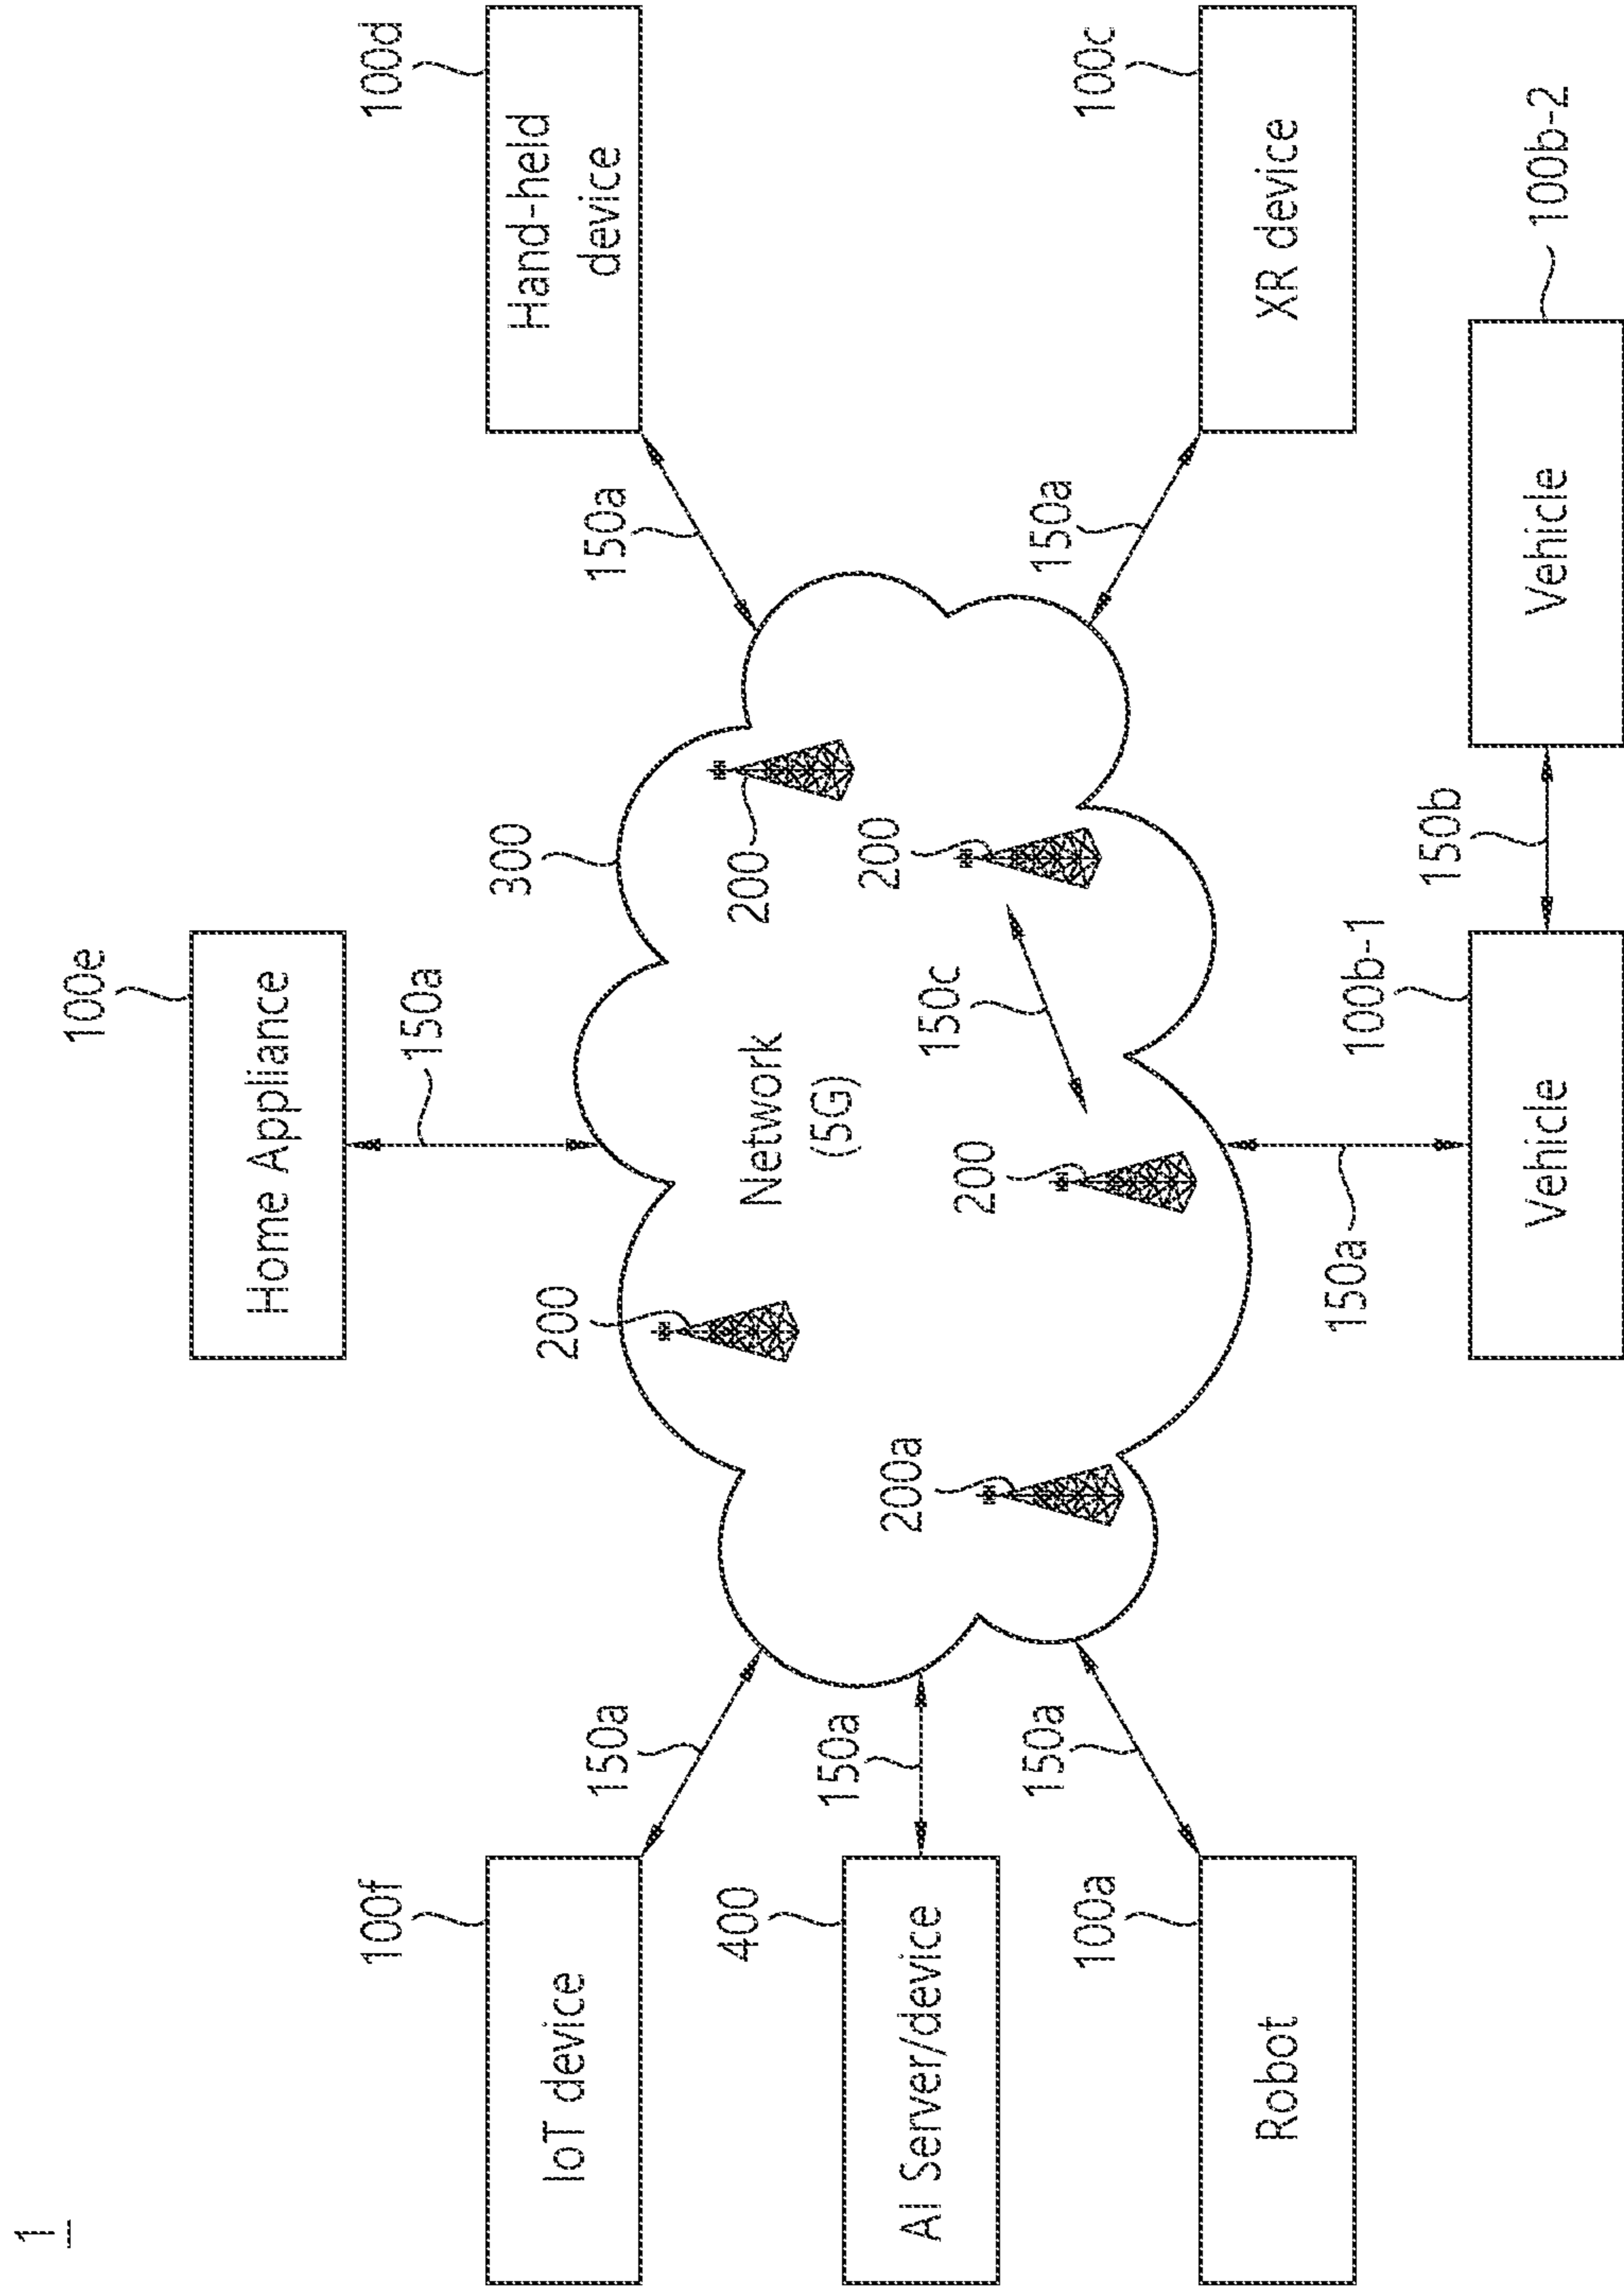 1
100e
Home Appliance
150a
100f
IoT device
150a
300
100d
Hand-held
device
150a
200
200
Network
(5G)
400
AI Server/device
150a
200a
200
150c
200
100a
Robot
150a
150a
100c
XR device
150a
100b-1
Vehicle
150b
Vehicle
100b-2